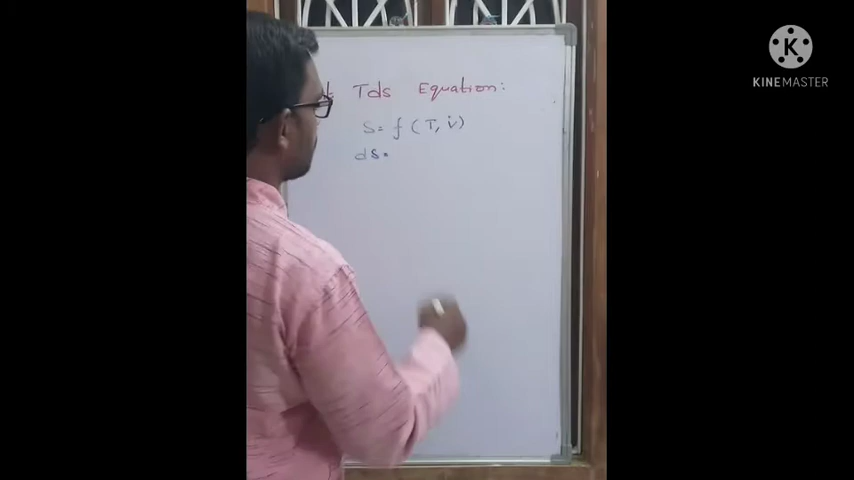 Tds Equation:
S = f (T, v)
ds =
K
KINEMASTER